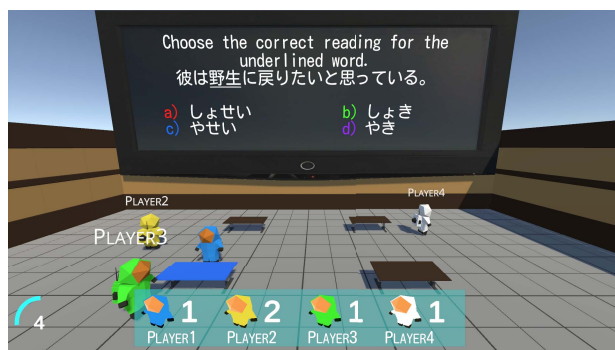 Choose the correct reading for the
underlined word.
彼は野生に戻りたいと思っている。
a) しょせい b) しょき
c) やせい d) やき
PLAYER2
PLAYER4
PLAYER3
4
1 2 1 1
PLAYER1 PLAYER2 PLAYER3 PLAYER4